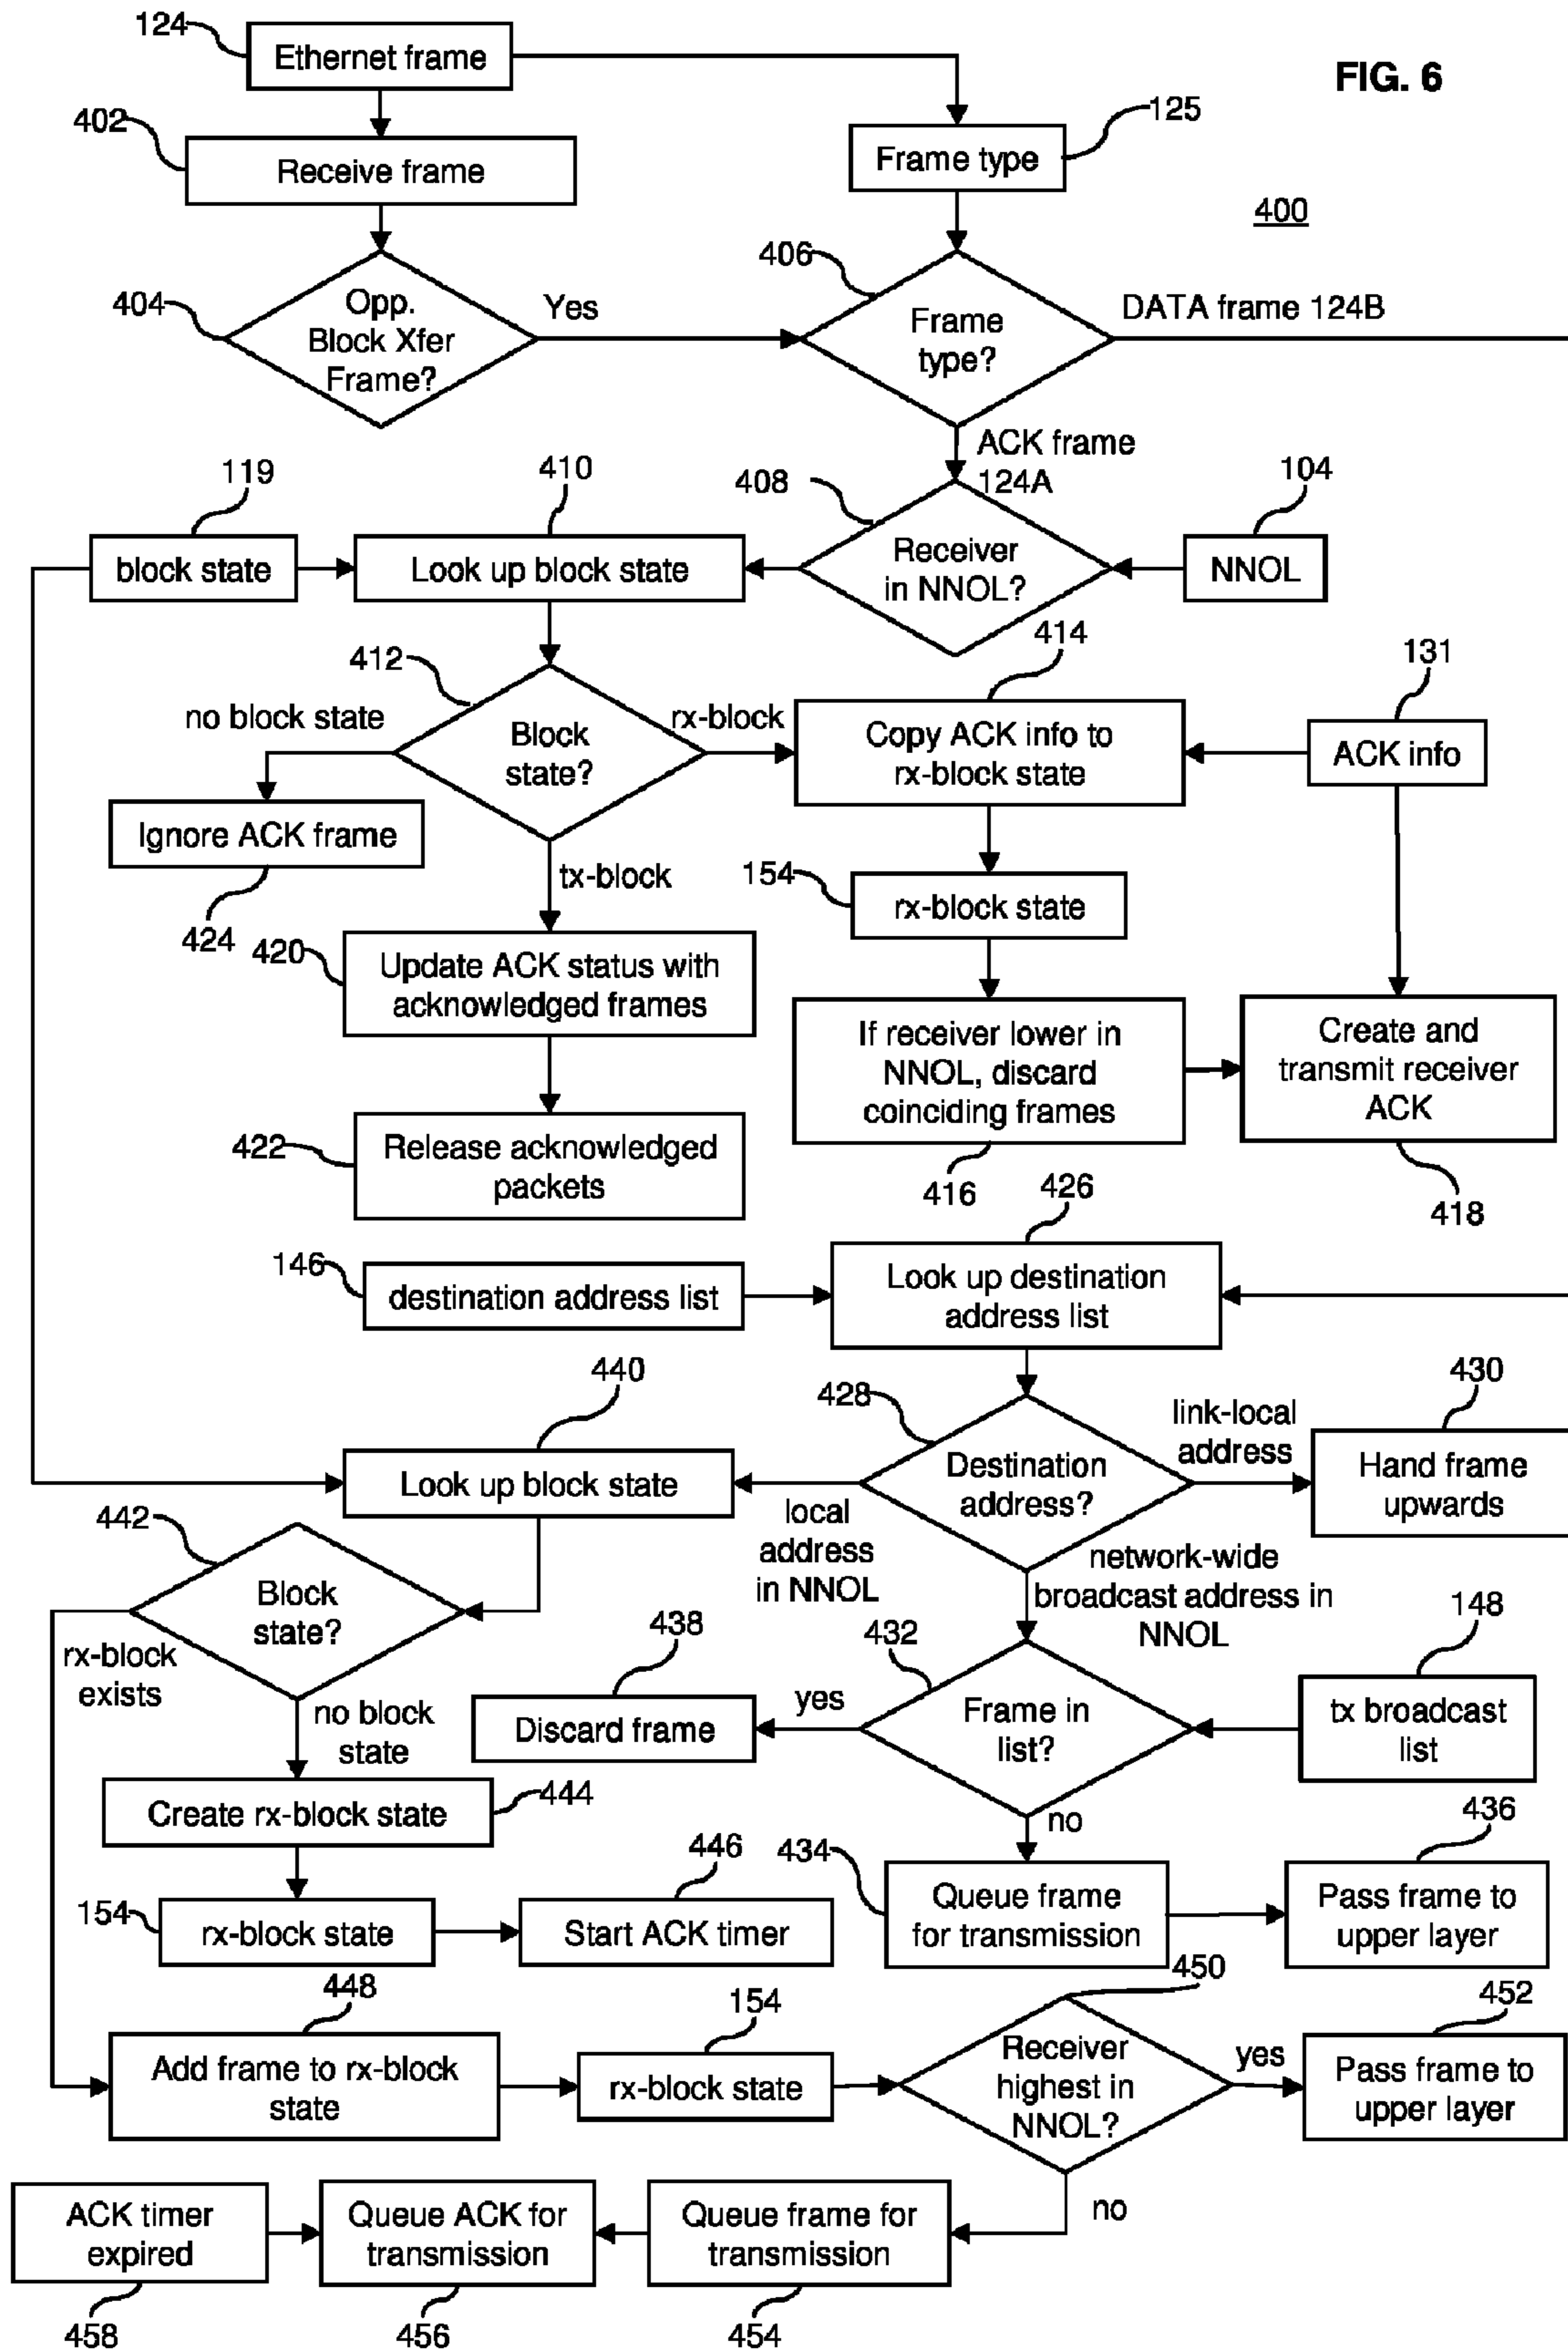 124
Ethernet frame
FIG. 6
402
Receive frame
125
Frame type
400
404
Opp.
Block Xfer
Frame?
Yes
406
Frame
type?
DATA frame 124B
ACK frame
124A
119
block state
410
Look up block state
408
Receiver
in NNOL?
104
NNOL
412
no block state
Block
state?
rx-block
414
Copy ACK info to
rx-block state
131
ACK info
Ignore ACK frame
424
tx-block
154
rx-block state
420
Update ACK status with
acknowledged frames
If receiver lower in
NNOL, discard
coinciding frames
416
Create and
transmit receiver
ACK
418
422
Release acknowledged
packets
426
146
destination address list
Look up destination
address list
440
Look up block state
428
Destination
address?
link-local
address
430
Hand frame
upwards
local
address
in NNOL
network-wide
broadcast address in
NNOL
442
Block
state?
rx-block
exists
no block
state
438
Discard frame
yes
432
Frame in
list?
148
tx broadcast
list
no
Create rx-block state
444
434
Queue frame
for transmission
436
Pass frame to
upper layer
154
rx-block state
446
Start ACK timer
448
Add frame to rx-block
state
154
rx-block state
450
Receiver
highest in
NNOL?
yes
452
Pass frame to
upper layer
no
ACK timer
expired
458
Queue ACK for
transmission
456
Queue frame for
transmission
454